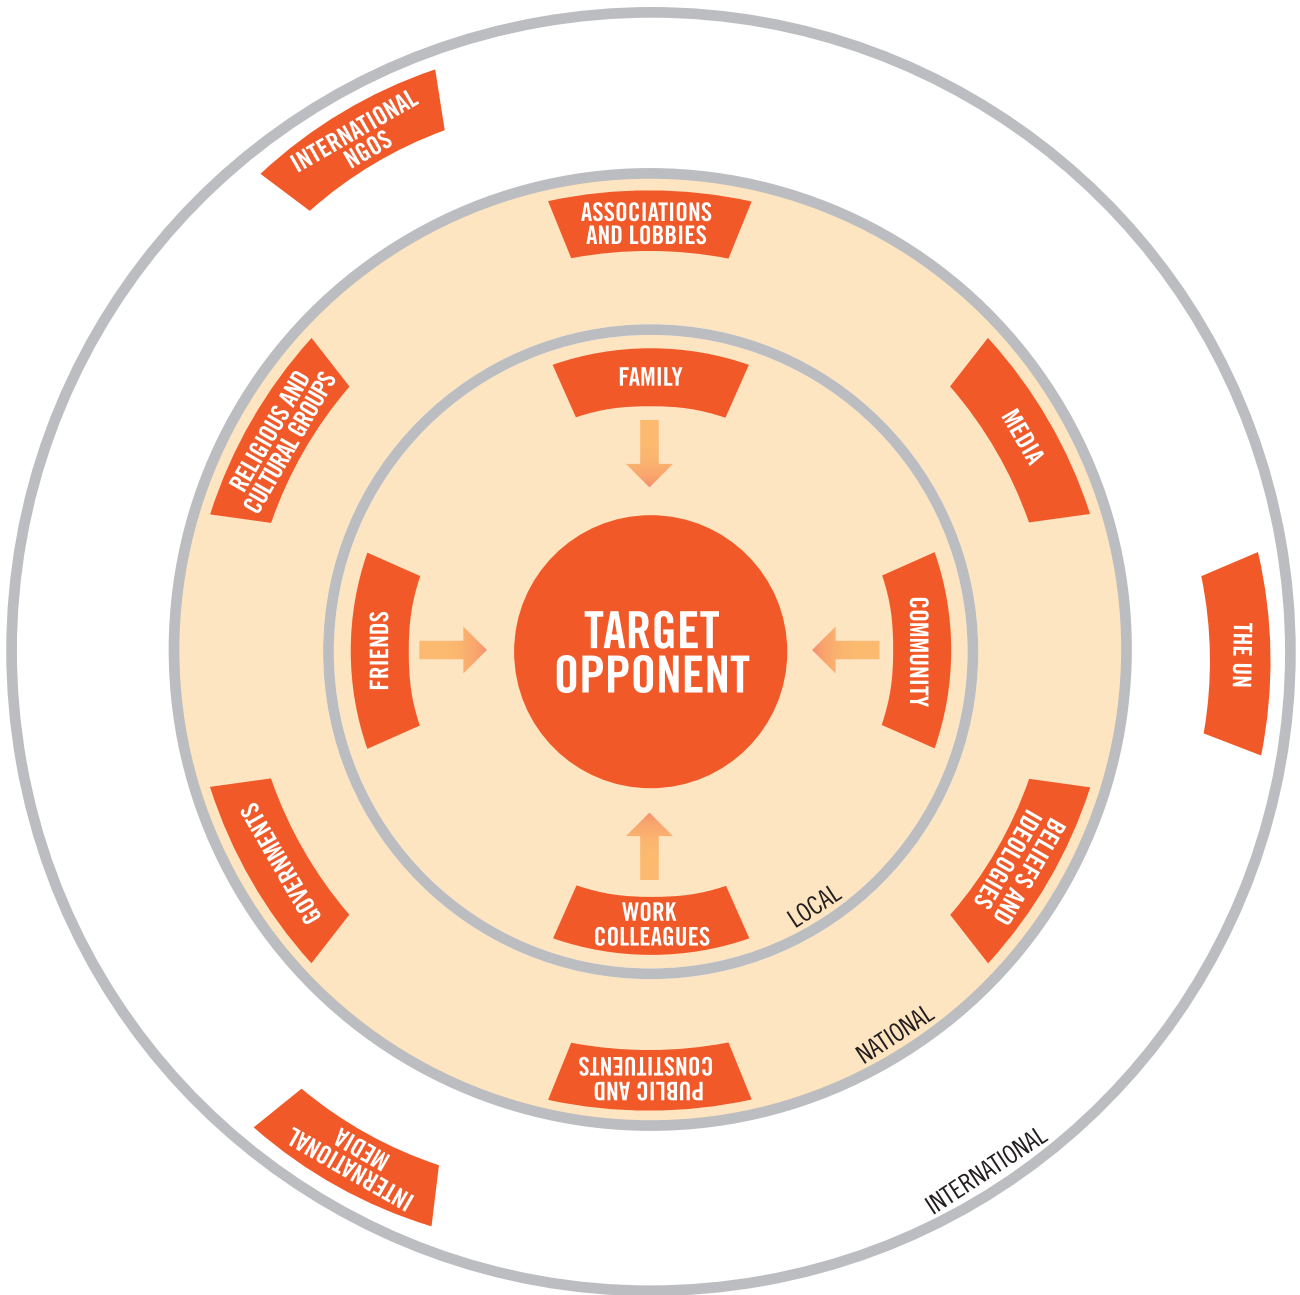 INTERNATIONAL
NGOS
ASSOCIATIONS
AND LOBBIES
RELIGIOUS AND
CULTURAL GROUPS
FAMILY
MEDIA
FRIENDS
TARGET
OPPONENT
COMMUNITY
THE UN
GOVERNMENTS
WORK
COLLEAGUES
LOCAL
BELIEFS AND
IDEOLOGIES
NATIONAL
PUBLIC AND
CONSTITUENTS
INTERNATIONAL
MEDIA
INTERNATIONAL